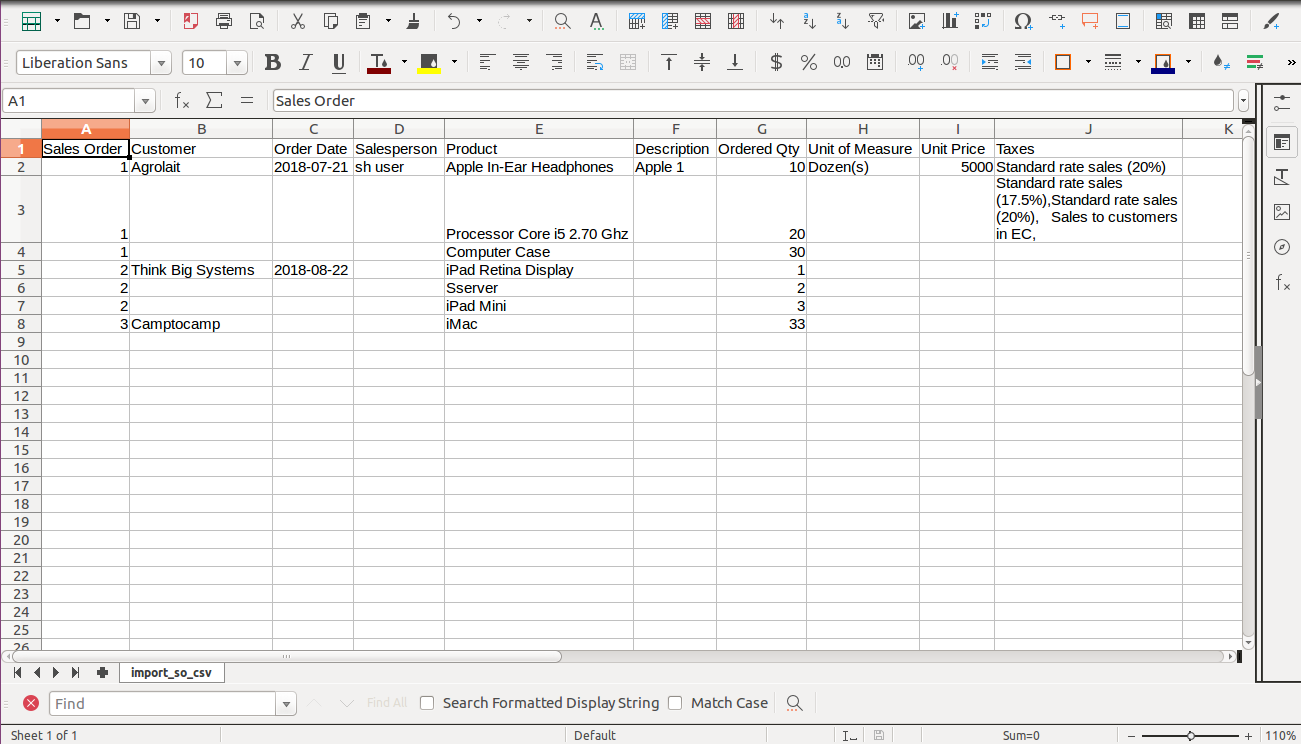 Liberation Sans 10
A1 Sales Order
A B C D E F G H I J K
1 Sales Order Customer Order Date Salesperson Product Description Ordered Qty Unit of Measure Unit Price Taxes
2 1 Agrolait 2018-07-21 sh user Apple In-Ear Headphones Apple 1 10 Dozen(s) 5000 Standard rate sales (20%)
Standard rate sales
(17.5%),Standard rate sales
(20%), Sales to customers
3 1 Processor Core i5 2.70 Ghz 20 in EC,
4 1 Computer Case 30
5 2 Think Big Systems 2018-08-22 iPad Retina Display 1
6 2 Sserver 2
7 2 iPad Mini 3
8 3 Camptocamp iMac 33
9
10
11
12
13
14
15
16
17
18
19
20
21
22
23
24
25
26
import_so_csv
Find Find All Search Formatted Display String Match Case
Sheet 1 of 1 Default Sum=0 110%